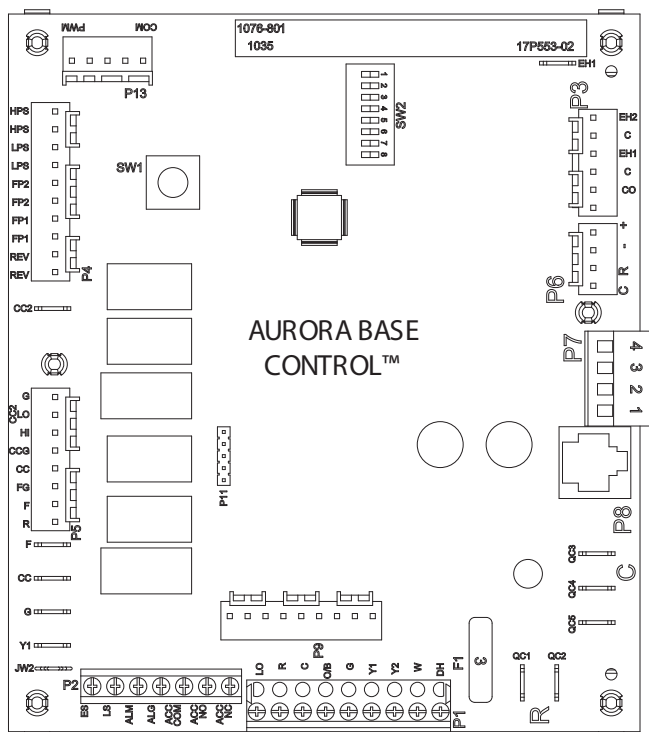 PWM COM
P13
1076-801
1035 17P553-02
EH1
P3
EH2
C
EH1
C
CO
SW2
1
2
3
4
5
6
7
8
HPS
HPS
LPS
LPS
FP2
FP2
FP1
FP1
REV
REV
P4
SW1
+
-
R
C
P6
CC2
AURORA BASE
CONTROL™
P7
4
3
2
1
G
LO
HI
CCG
CC
FG
F
R
CC2
P5
P11
P8
F
CC
G
Y1
JW2
QC3
QC4
QC5
C
P9
LO R C O/B G Y1 Y2 W DH
F1
3
QC1 QC2
R
P1
P2
ES LS ALM ALG ACC COM ACC NO ACC NC